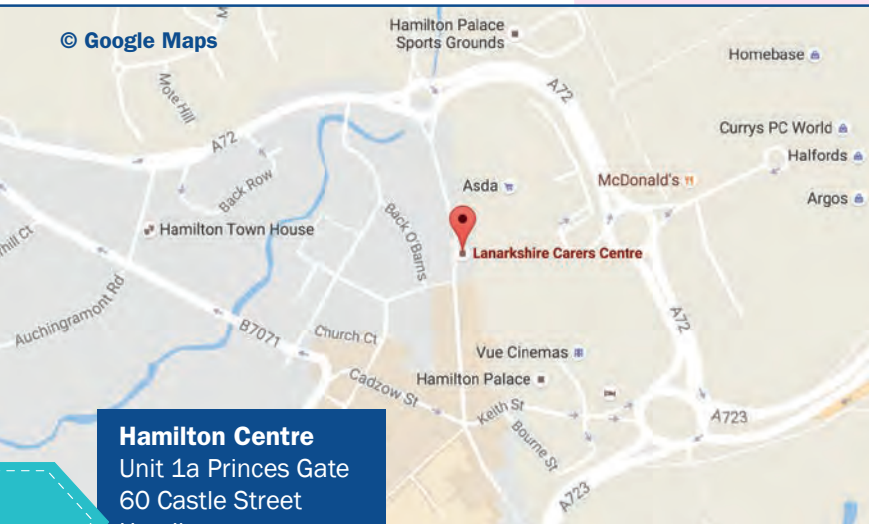 © Google Maps
Hamilton Palace
Sports Grounds
Homebase
Mote Hill
A72
A72
Currys PC World
Halfords
Back Row
Asda
McDonald's
Argos
Hamilton Town House
Back O'Barns
Lanarkshire Carers Centre
Auchingramont Rd
B7071
Church Ct
A72
Vue Cinemas
Cadzow St
Hamilton Palace
Keith St
A723
Bourne St
A723
Hamilton Centre
Unit 1a Princes Gate
60 Castle Street